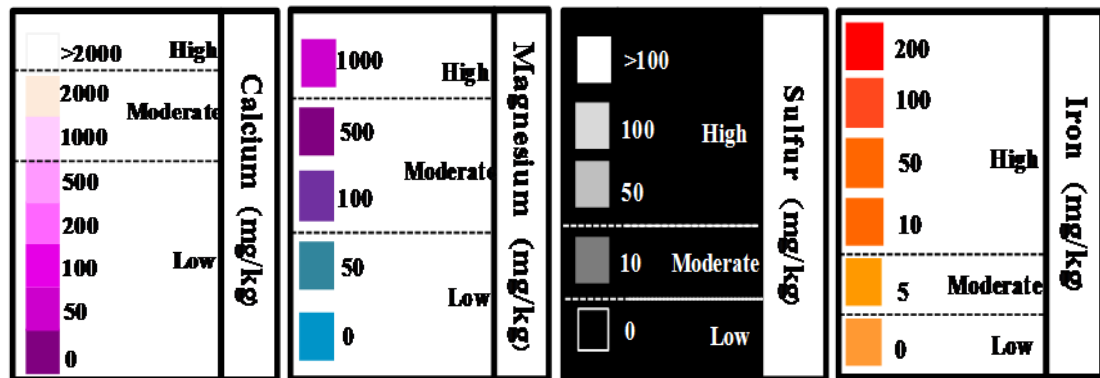 >2000 High
2000
Moderate
1000
500
200
Low
100
50
0
Calcium (mg/kg)
1000 High
500
Moderate
100
50
Low
0
Magnesium (mg/kg)
>100
100 High
50
10 Moderate
0 Low
Sulfur (mg/kg)
200
100
High
50
10
5 Moderate
0 Low
Iron (mg/kg)